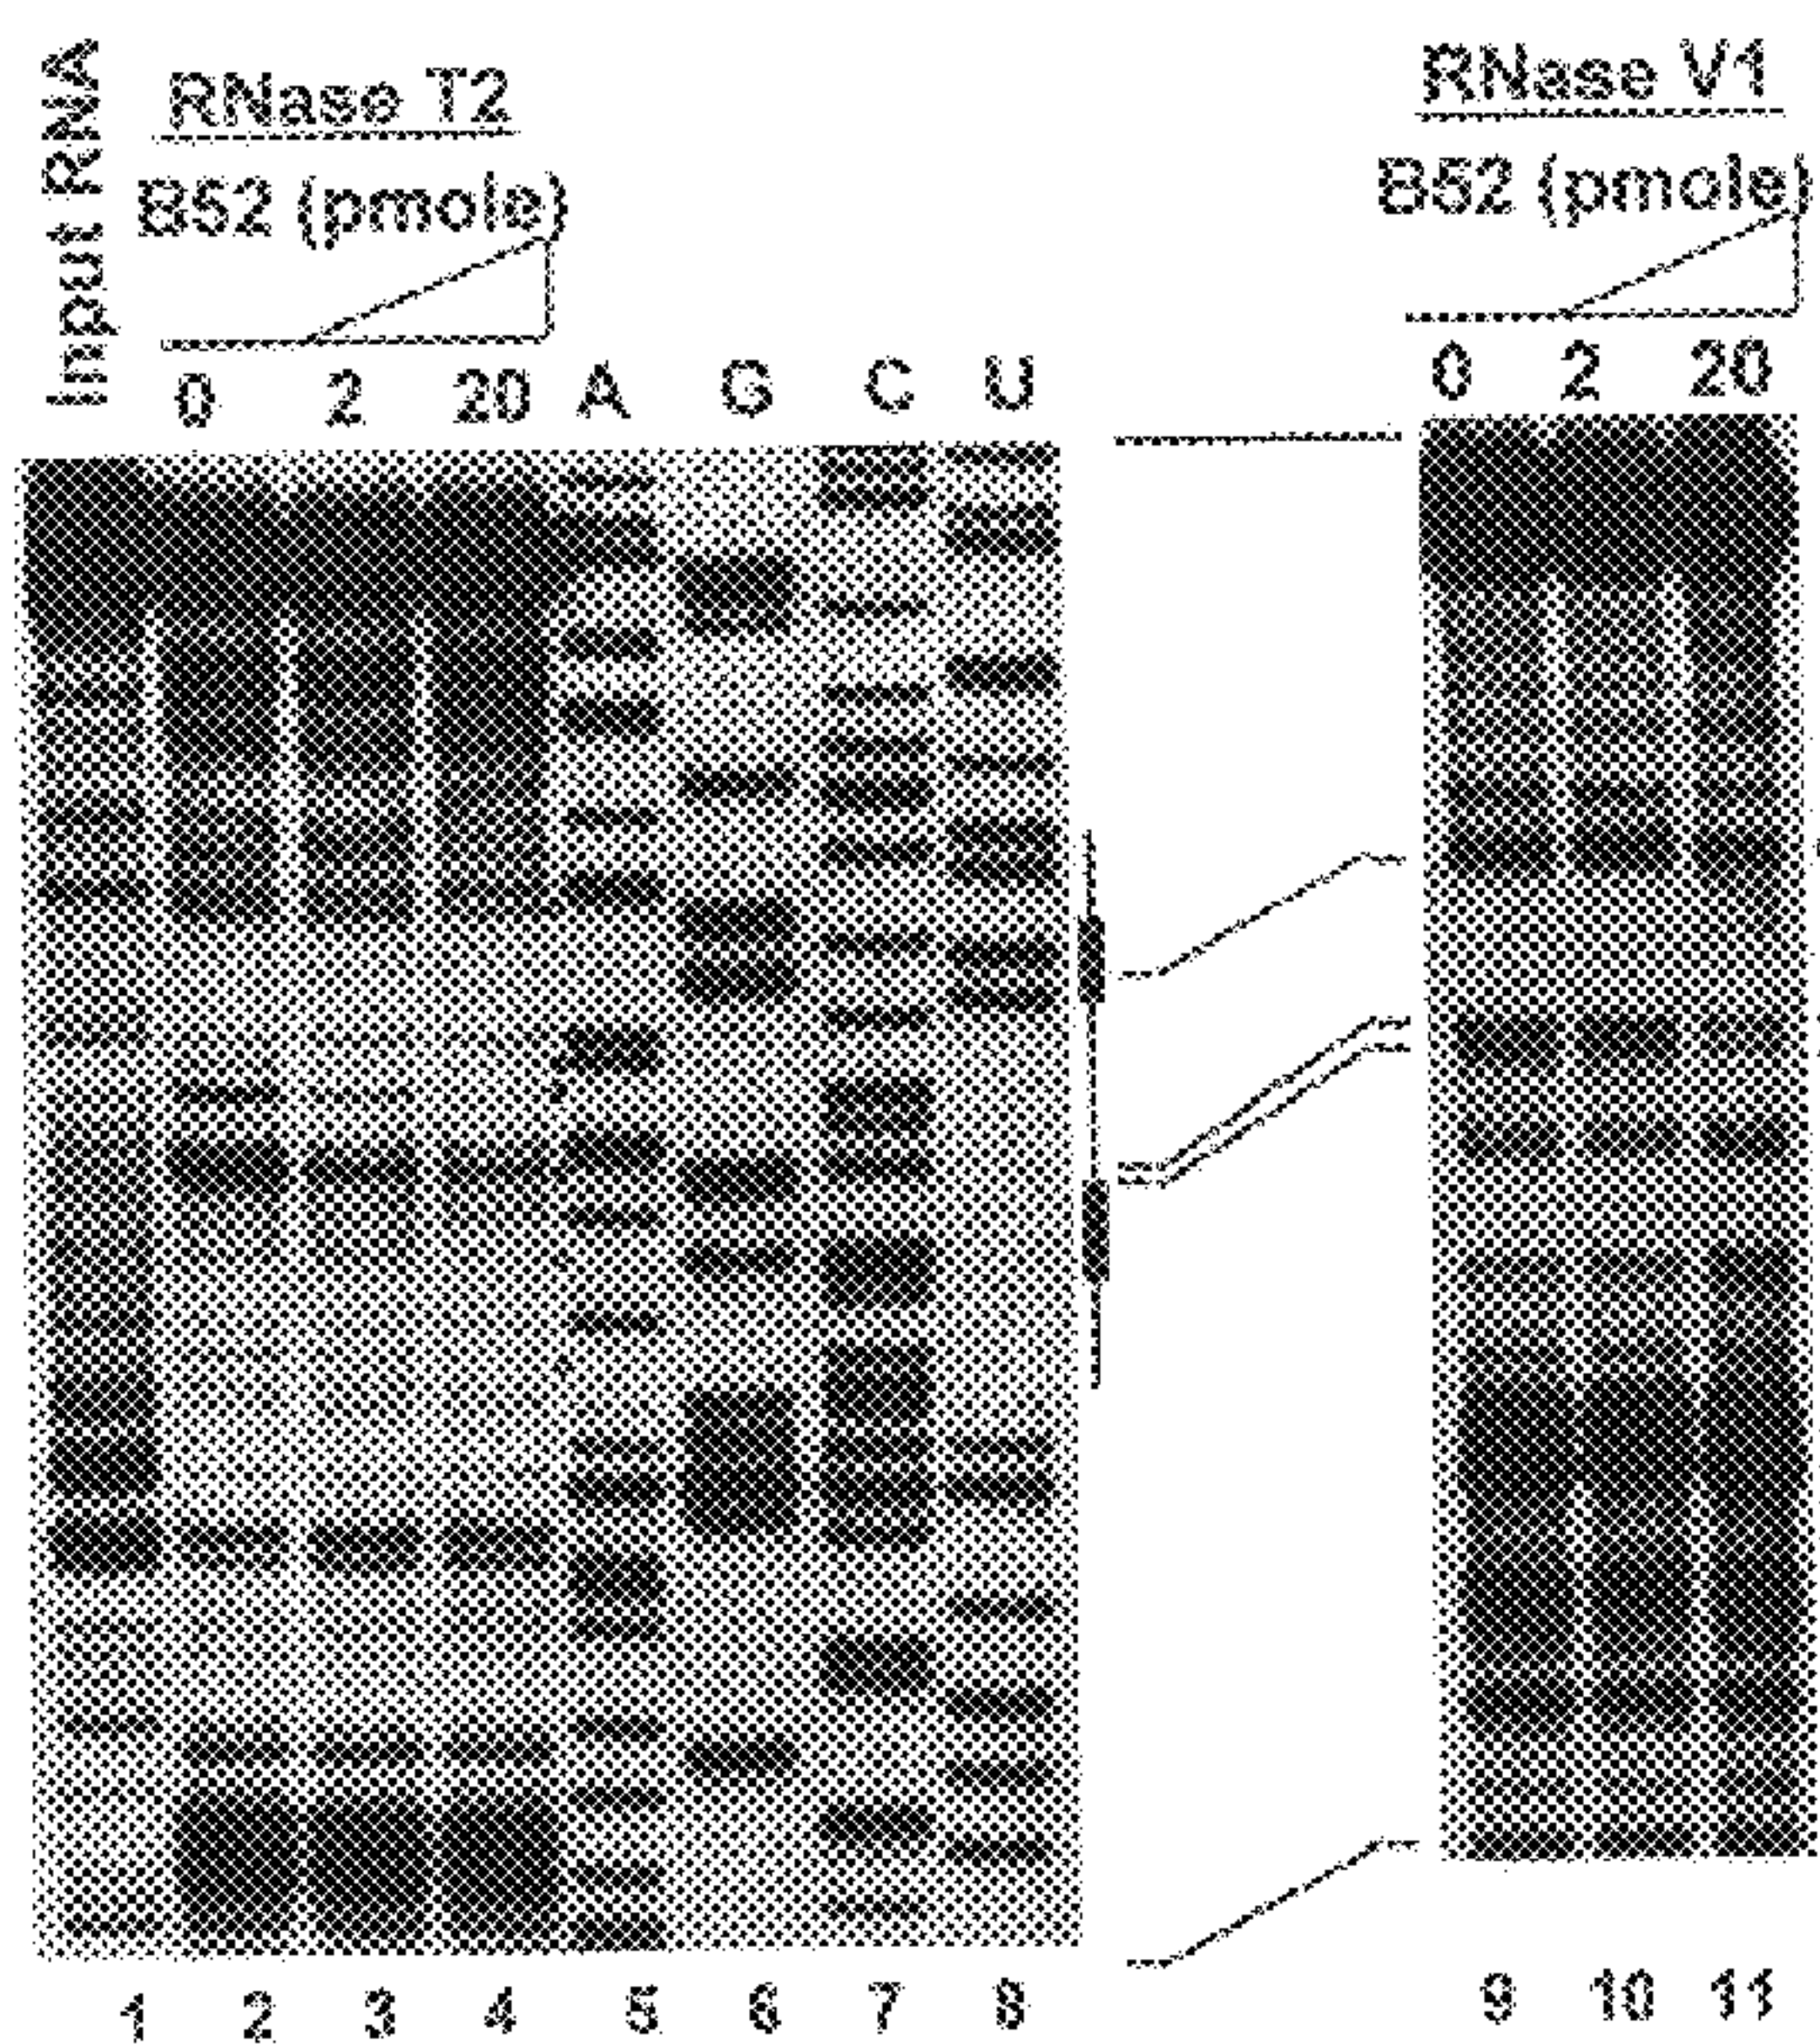 Input RNA
RNase T2
B52 (pmole)
0 2 20 A G C U
RNase V1
B52 (pmole)
0 2 20
1 2 3 4 5 6 7 8
9 10 11